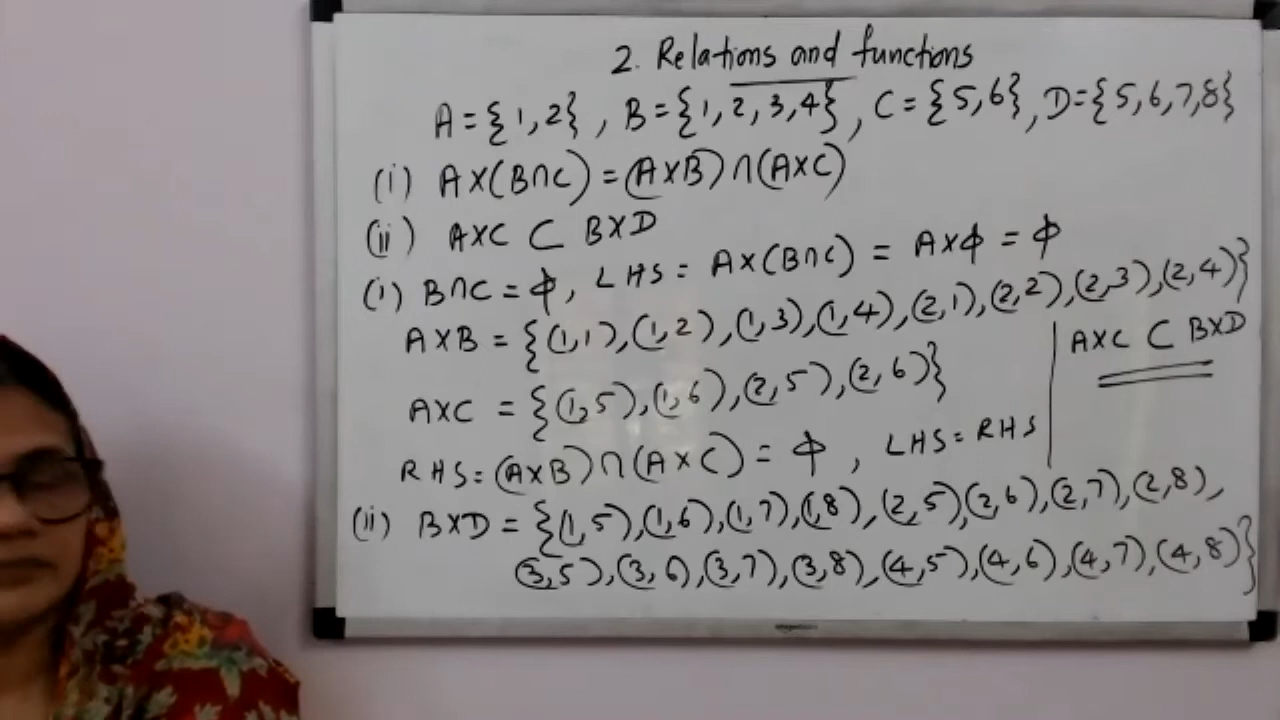 2. Relations and functions
A = {1,2}, B = {1,2,3,4}, C = {5,6}, D = {5,6,7,8}
(i) A×(B∩C) = (A×B)∩(A×C)
(ii) A×C ⊂ B×D
(i) B∩C = ф, LHS = A×(B∩C) = A×ф = ф
A×B = {(1,1),(1,2),(1,3),(1,4),(2,1),(2,2),(2,3),(2,4)}
A×C = {(1,5),(1,6),(2,5),(2,6)}
A×C ⊂ B×D
RHS = (A×B)∩(A×C) = ф, LHS = RHS
(ii) B×D = {(1,5),(1,6),(1,7),(1,8),(2,5),(2,6),(2,7),(2,8),
(3,5),(3,6),(3,7),(3,8),(4,5),(4,6),(4,7),(4,8)}